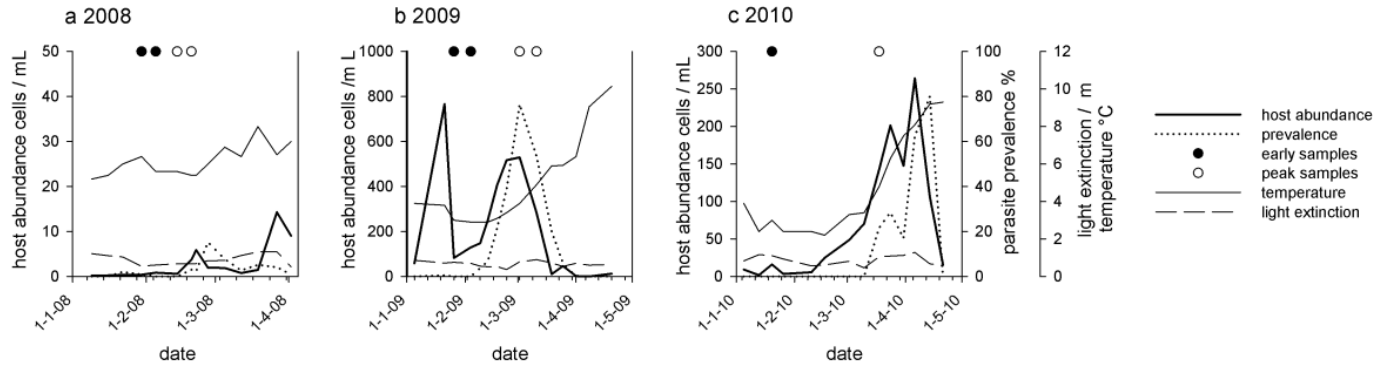 a 2008
host abundance cells / mL
50
40
30
20
10
0
1-1-08
1-2-08
1-3-08
1-4-08
date
b 2009
host abundance cells/m L
1000
800
600
400
200
0
1-1-09
1-2-09
1-3-09
1-4-09
1-5-09
date
c 2010
host abundance cells / mL
300
250
200
150
100
50
0
1-1-10
1-2-10
1-3-10
1-4-10
1-5-10
date
100
80
60
40
20
0
parasite prevalence %
12
10
8
6
4
2
0
light extinction / m
temperature °C
host abundance
prevalence
early samples
peak samples
temperature
light extinction